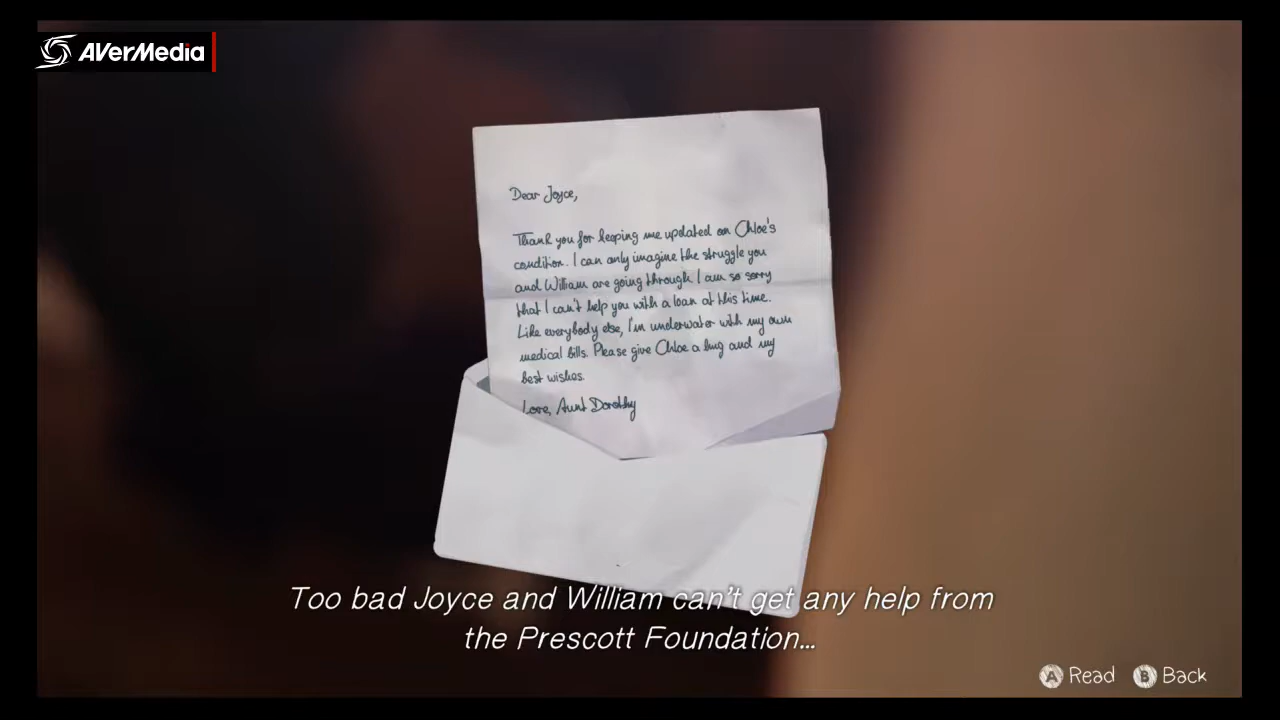 AVerMedia
Dear Joyce,
Thank you for keeping me updated on Chloe's
condition. I can only imagine the struggle you
and William are going through. I am so sorry
that I can't help you with a loan at this time.
Like everybody else, I'm underwater with my own
medical bills. Please give Chloe a hug and my
best wishes.
Love, Aunt Dorothy
Too bad Joyce and William can't get any help from
the Prescott Foundation...
A Read B Back